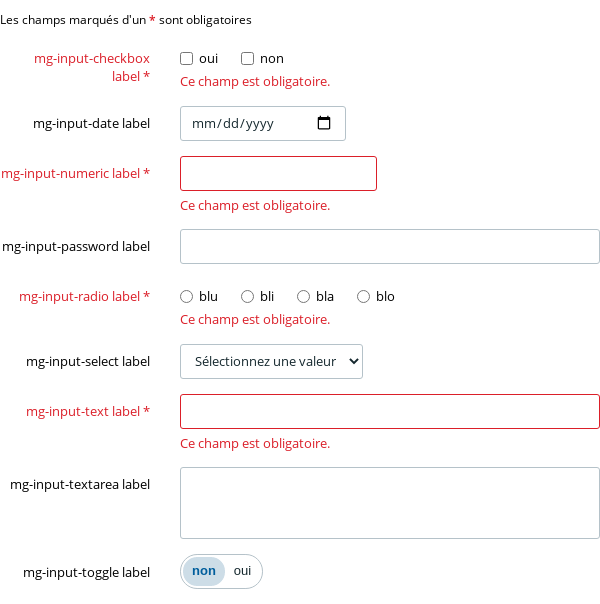 Les champs marqués d'un * sont obligatoires
mg-input-checkbox label *
oui non
Ce champ est obligatoire.
mg-input-date label
mm/dd/yyyy
mg-input-numeric label *
Ce champ est obligatoire.
mg-input-password label
mg-input-radio label *
blu bli bla blo
Ce champ est obligatoire.
mg-input-select label
Sélectionnez une valeur
mg-input-text label *
Ce champ est obligatoire.
mg-input-textarea label
mg-input-toggle label
non oui